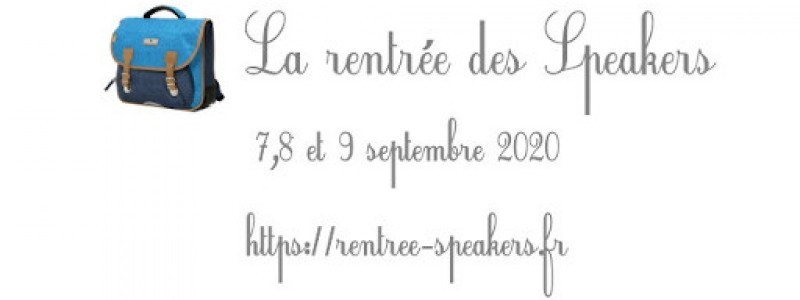 La rentrée des Speakers
7,8 et 9 septembre 2020
https://rentree-speakers.fr